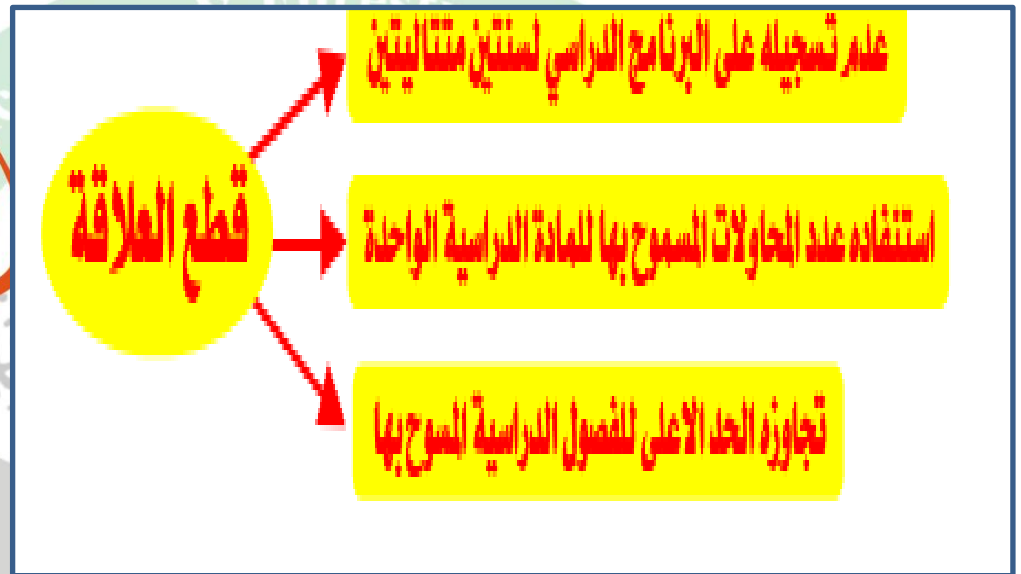 قطع العلاقة
عدم تسجيله على البرنامج الدراسي لسنتين متتاليتين
استنفاده عدد المحاولات المسموح بها للمادة الدراسية الواحدة
تجاوزه الحد الاعلى للفصول الدراسية المسوح بها